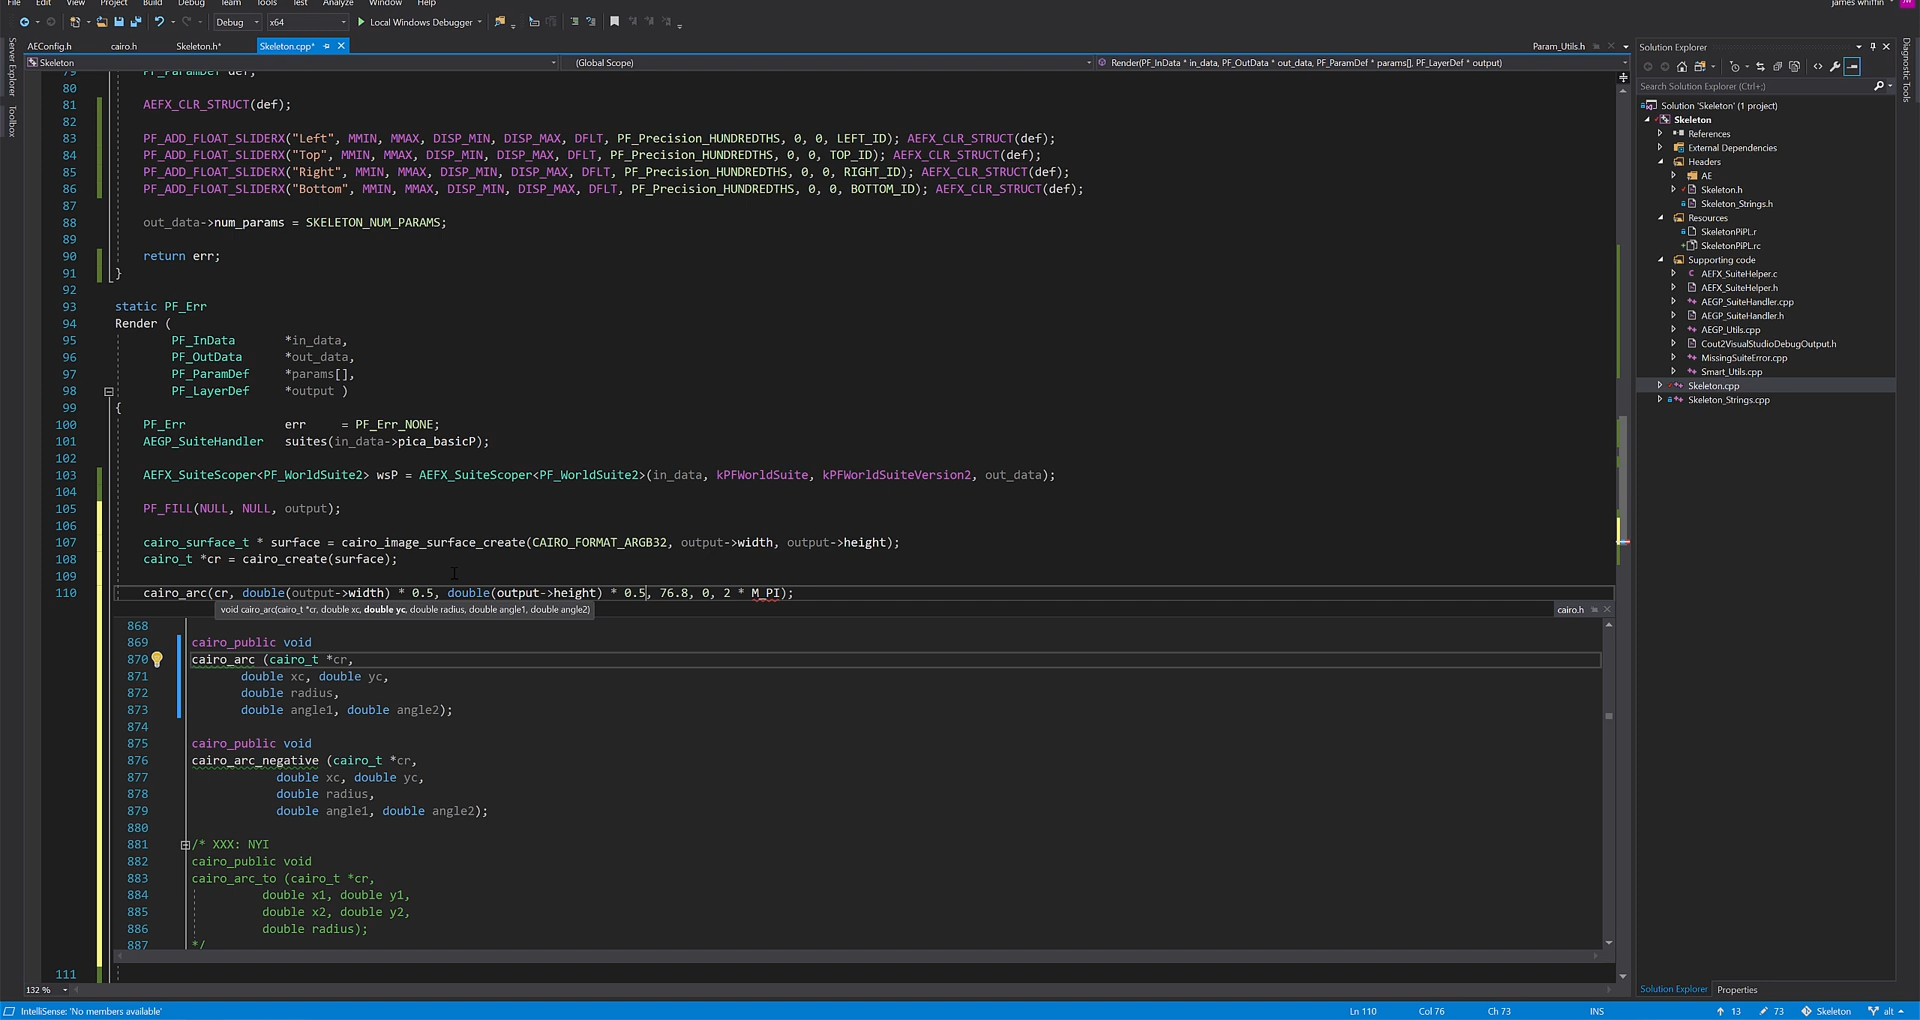 File Edit View Project Build Debug Team Tools Test Analyze Window Help
james whiffin
Debug x64 Local Windows Debugger
AEConfig.h cairo.h Skeleton.h* Skeleton.cpp* Param_Utils.h
Skeleton (Global Scope) Render(PF_InData * in_data, PF_OutData * out_data, PF_ParamDef * params[], PF_LayerDef * output)
Server Explorer
Toolbox
79 PF_ParamDef def;
80
81 AEFX_CLR_STRUCT(def);
82
83 PF_ADD_FLOAT_SLIDERX("Left", MMIN, MMAX, DISP_MIN, DISP_MAX, DFLT, PF_Precision_HUNDREDTHS, 0, 0, LEFT_ID); AEFX_CLR_STRUCT(def);
84 PF_ADD_FLOAT_SLIDERX("Top", MMIN, MMAX, DISP_MIN, DISP_MAX, DFLT, PF_Precision_HUNDREDTHS, 0, 0, TOP_ID); AEFX_CLR_STRUCT(def);
85 PF_ADD_FLOAT_SLIDERX("Right", MMIN, MMAX, DISP_MIN, DISP_MAX, DFLT, PF_Precision_HUNDREDTHS, 0, 0, RIGHT_ID); AEFX_CLR_STRUCT(def);
86 PF_ADD_FLOAT_SLIDERX("Bottom", MMIN, MMAX, DISP_MIN, DISP_MAX, DFLT, PF_Precision_HUNDREDTHS, 0, 0, BOTTOM_ID); AEFX_CLR_STRUCT(def);
87
88 out_data->num_params = SKELETON_NUM_PARAMS;
89
90 return err;
91 }
92
93 static PF_Err
94 Render (
95 PF_InData *in_data,
96 PF_OutData *out_data,
97 PF_ParamDef *params[],
98 PF_LayerDef *output )
99 {
100 PF_Err err = PF_Err_NONE;
101 AEGP_SuiteHandler suites(in_data->pica_basicP);
102
103 AEFX_SuiteScoper<PF_WorldSuite2> wsP = AEFX_SuiteScoper<PF_WorldSuite2>(in_data, kPFWorldSuite, kPFWorldSuiteVersion2, out_data);
104
105 PF_FILL(NULL, NULL, output);
106
107 cairo_surface_t * surface = cairo_image_surface_create(CAIRO_FORMAT_ARGB32, output->width, output->height);
108 cairo_t *cr = cairo_create(surface);
109
110 cairo_arc(cr, double(output->width) * 0.5, double(output->height) * 0.5, 76.8, 0, 2 * M_PI);
void cairo_arc(cairo_t *cr, double xc, double yc, double radius, double angle1, double angle2)
cairo.h
868
869 cairo_public void
870 cairo_arc (cairo_t *cr,
871 double xc, double yc,
872 double radius,
873 double angle1, double angle2);
874
875 cairo_public void
876 cairo_arc_negative (cairo_t *cr,
877 double xc, double yc,
878 double radius,
879 double angle1, double angle2);
880
881 /* XXX: NYI
882 cairo_public void
883 cairo_arc_to (cairo_t *cr,
884 double x1, double y1,
885 double x2, double y2,
886 double radius);
887 */
111
132 %
Solution Explorer
Search Solution Explorer (Ctrl+;)
Solution 'Skeleton' (1 project)
Skeleton
References
External Dependencies
Headers
AE
Skeleton.h
Skeleton_Strings.h
Resources
SkeletonPiPL.r
SkeletonPiPL.rc
Supporting code
AEFX_SuiteHelper.c
AEFX_SuiteHelper.h
AEGP_SuiteHandler.cpp
AEGP_SuiteHandler.h
AEGP_Utils.cpp
Cout2VisualStudioDebugOutput.h
MissingSuiteError.cpp
Smart_Utils.cpp
Skeleton.cpp
Skeleton_Strings.cpp
Solution Explorer Properties
Diagnostic Tools
IntelliSense: 'No members available' Ln 110 Col 76 Ch 73 INS 13 73 Skeleton alt